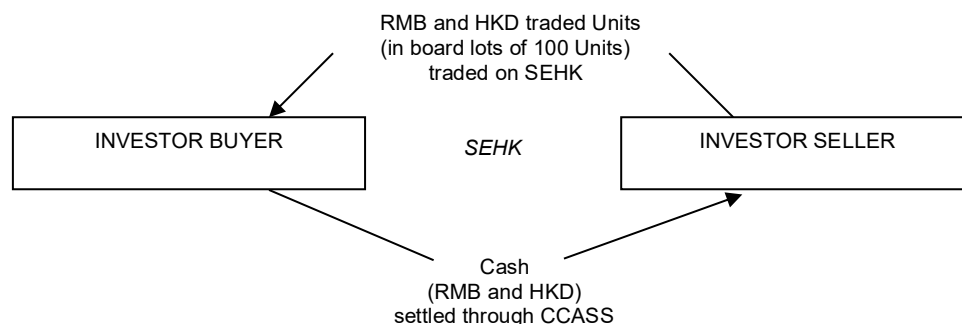 RMB and HKD traded Units
(in board lots of 100 Units)
traded on SEHK
INVESTOR BUYER
SEHK
INVESTOR SELLER
Cash
(RMB and HKD)
settled through CCASS